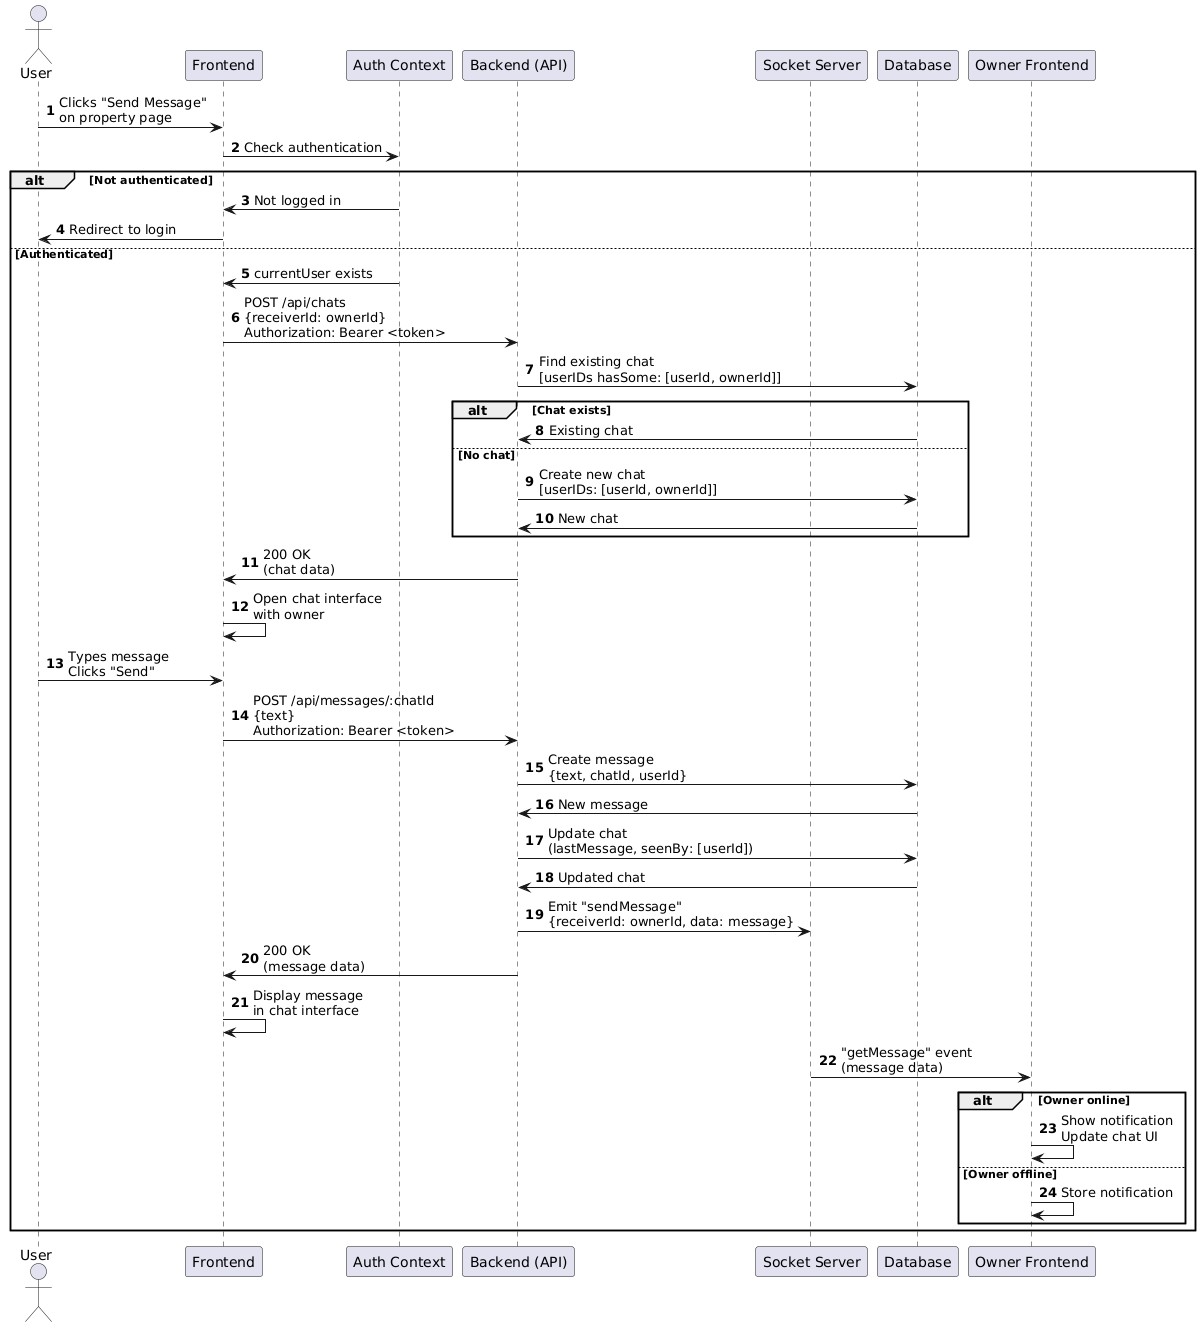 User
Frontend
Auth Context
Backend (API)
Socket Server
Database
Owner Frontend
1 Clicks "Send Message"
on property page
2 Check authentication
alt [Not authenticated]
3 Not logged in
4 Redirect to login
[Authenticated]
5 currentUser exists
POST /api/chats
6 {receiverId: ownerId}
Authorization: Bearer <token>
7 Find existing chat
[userIDs hasSome: [userId, ownerId]]
alt [Chat exists]
8 Existing chat
[No chat]
9 Create new chat
[userIDs: [userId, ownerId]]
10 New chat
11 200 OK
(chat data)
12 Open chat interface
with owner
13 Types message
Clicks "Send"
POST /api/messages/:chatId
14 {text}
Authorization: Bearer <token>
15 Create message
{text, chatId, userId}
16 New message
17 Update chat
(lastMessage, seenBy: [userId])
18 Updated chat
19 Emit "sendMessage"
{receiverId: ownerId, data: message}
20 200 OK
(message data)
21 Display message
in chat interface
22 "getMessage" event
(message data)
alt [Owner online]
23 Show notification
Update chat UI
[Owner offline]
24 Store notification
User
Frontend
Auth Context
Backend (API)
Socket Server
Database
Owner Frontend